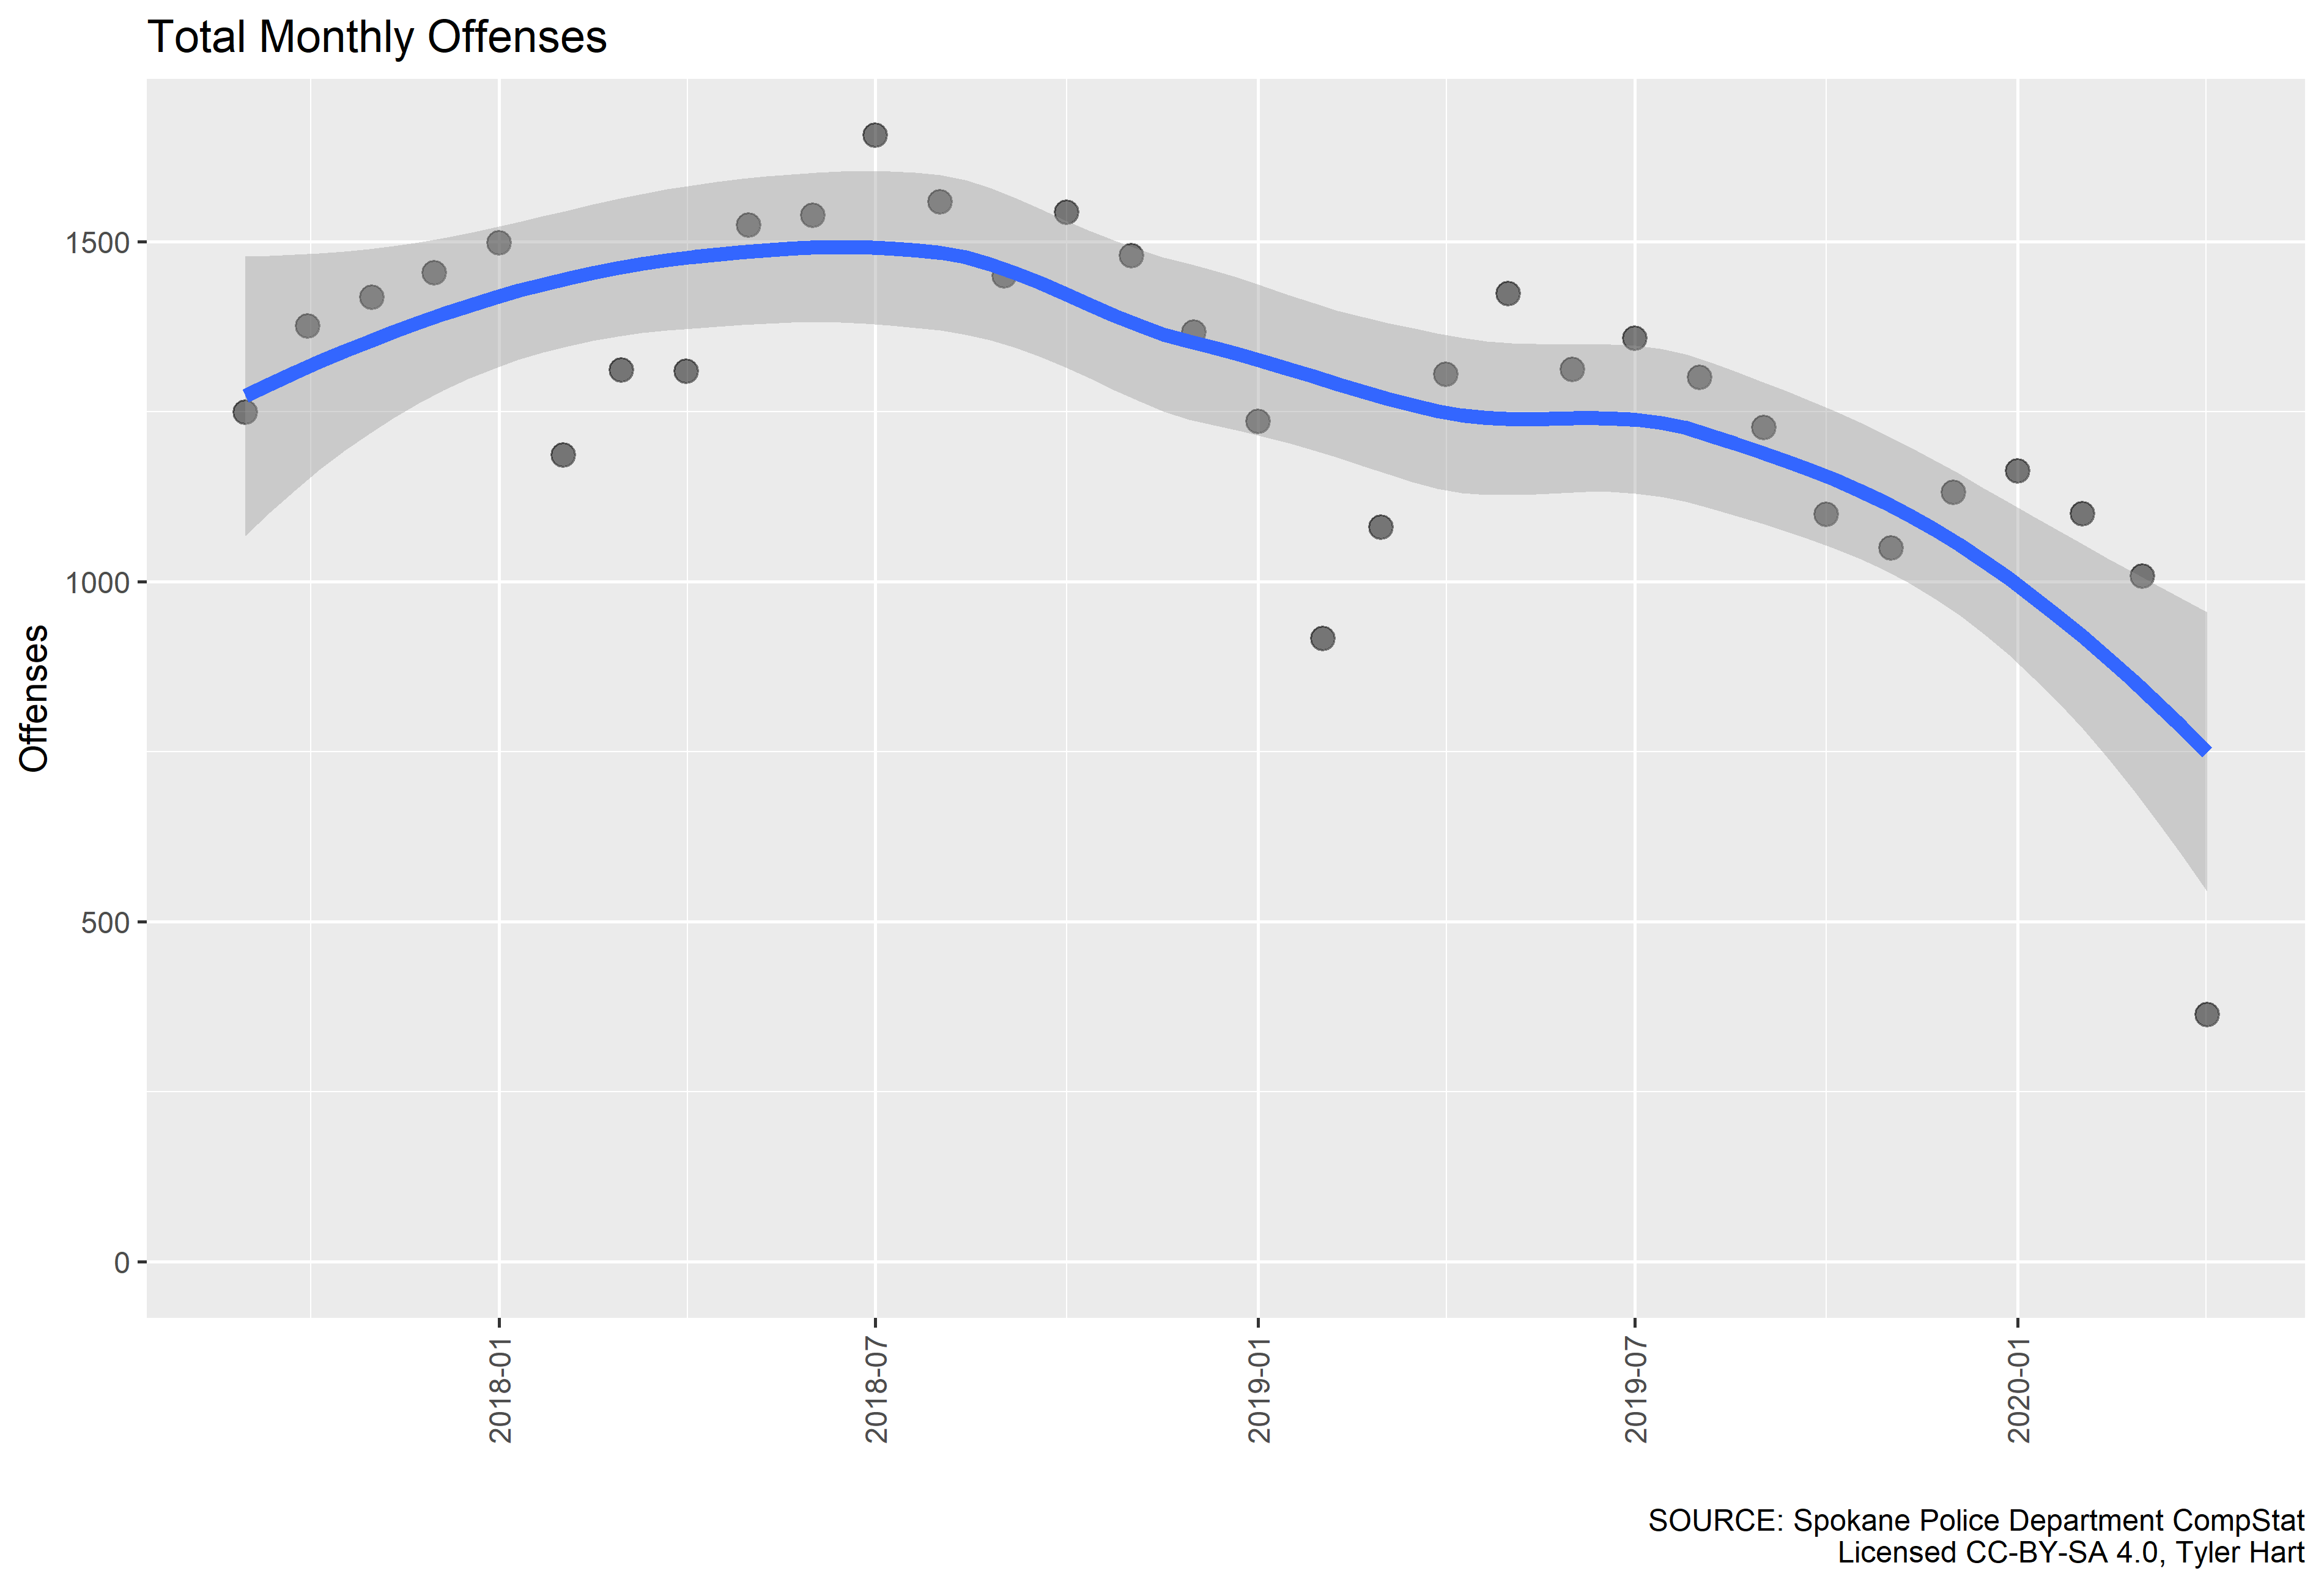 Total Monthly Offenses
Offenses
1500
1000
500
0
2018-01
2018-07
2019-01
2019-07
2020-01
SOURCE: Spokane Police Department CompStat
Licensed CC-BY-SA 4.0, Tyler Hart